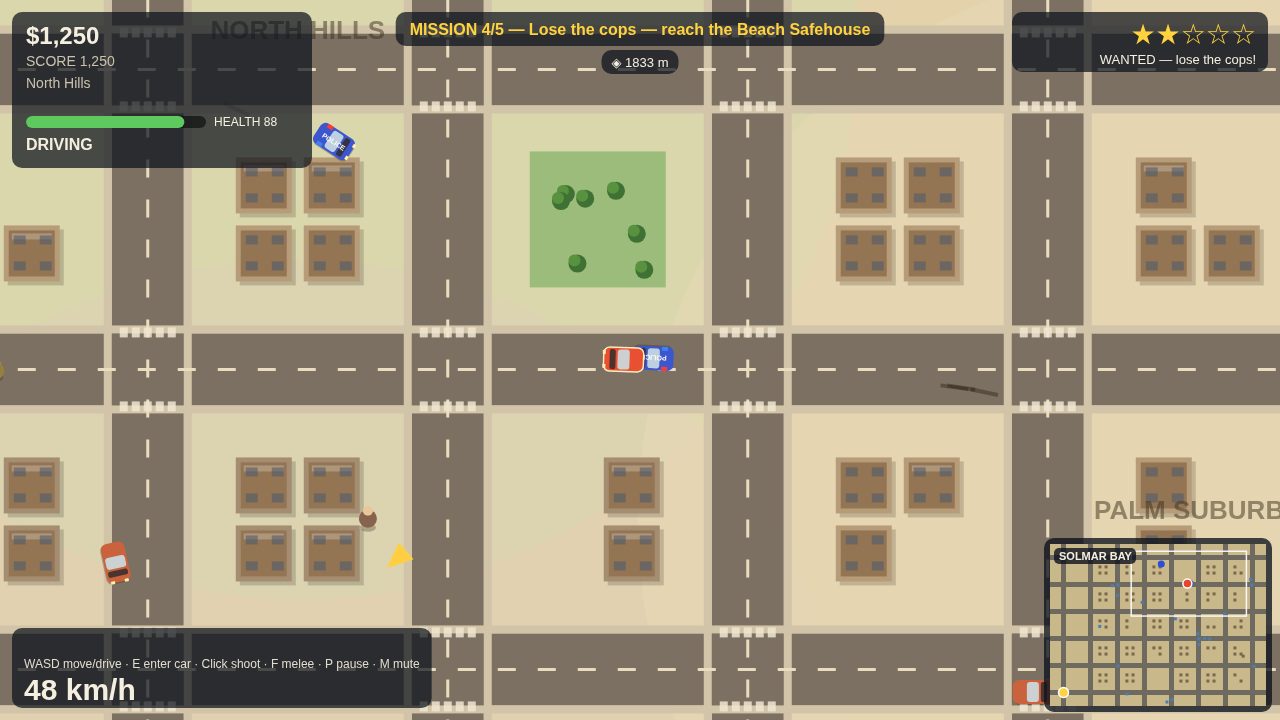 NORTH HILLS
$1,250
SCORE 1,250
North Hills
HEALTH 88
DRIVING
MISSION 4/5 — Lose the cops — reach the Beach Safehouse
◈ 1833 m
★★☆☆☆
WANTED — lose the cops!
POLICE
POLICE
PALM SUBURB
SOLMAR BAY
WASD move/drive · E enter car · Click shoot · F melee · P pause · M mute
48 km/h